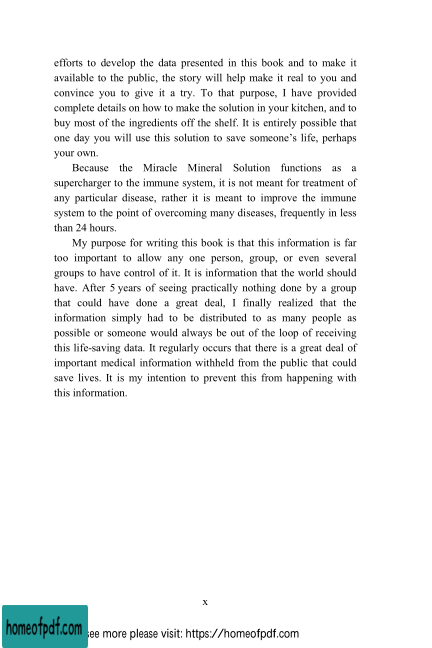 efforts to develop the data presented in this book and to make it
available to the public, the story will help make it real to you and
convince you to give it a try. To that purpose, I have provided
complete details on how to make the solution in your kitchen, and to
buy most of the ingredients off the shelf. It is entirely possible that
one day you will use this solution to save someone's life, perhaps
your own.
Because the Miracle Mineral Solution functions as a
supercharger to the immune system, it is not meant for treatment of
any particular disease, rather it is meant to improve the immune
system to the point of overcoming many diseases, frequently in less
than 24 hours.
My purpose for writing this book is that this information is far
too important to allow any one person, group, or even several
groups to have control of it. It is information that the world should
have. After 5 years of seeing practically nothing done by a group
that could have done a great deal, I finally realized that the
information simply had to be distributed to as many people as
possible or someone would always be out of the loop of receiving
this life-saving data. It regularly occurs that there is a great deal of
important medical information withheld from the public that could
save lives. It is my intention to prevent this from happening with
this information.
x
homeofpdf.com
see more please visit: https://homeofpdf.com